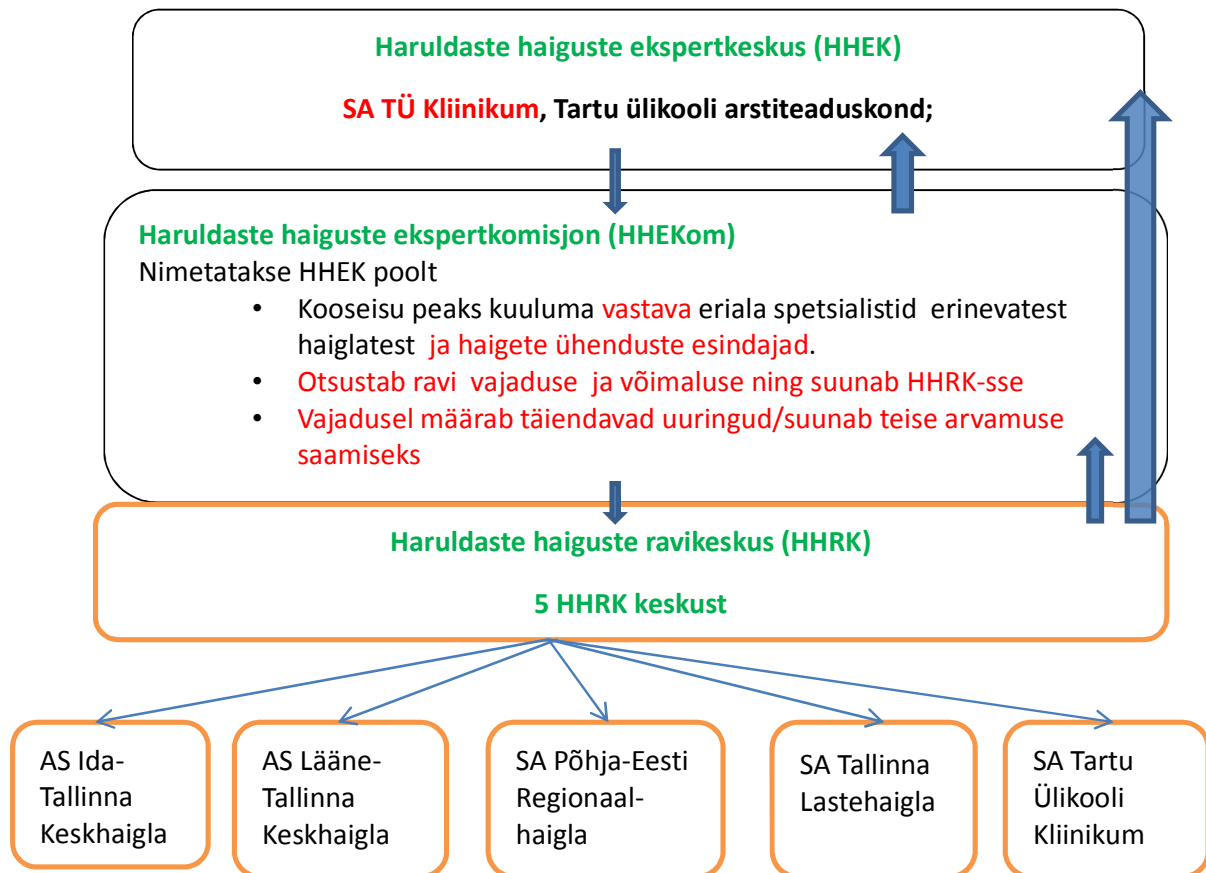 Haruldaste haiguste ekspertkeskus (HHEK)
SA TÜ Kliinikum, Tartu ülikooli arstiteaduskond;
Haruldaste haiguste ekspertkomisjon (HHEKom)
Nimetatakse HHEK poolt
• Kooseisu peaks kuuluma vastava eriala spetsialistid erinevatest
haiglatest ja haigete ühenduste esindajad.
• Otsustab ravi vajaduse ja võimaluse ning suunab HHRK-sse
• Vajadusel määrab täiendavad uuringud/suunab teise arvamuse
saamiseks
Haruldaste haiguste ravikeskus (HHRK)
5 HHRK keskust
AS Ida-
Tallinna
Keskhaigla
AS Lääne-
Tallinna
Keskhaigla
SA Põhja-Eesti
Regionaal-
haigla
SA Tallinna
Lastehaigla
SA Tartu
Ülikooli
Kliinikum